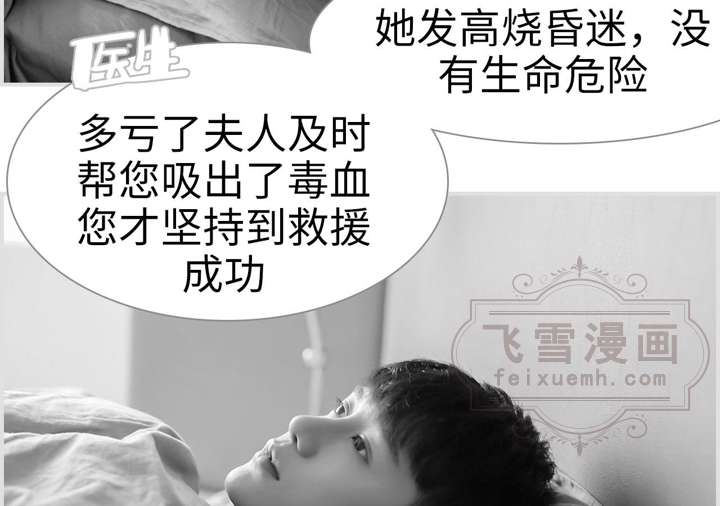 她发高烧昏迷，没
有生命危险
医生
多亏了夫人及时
帮您吸出了毒血
您才坚持到救援
成功
飞雪漫画
feixuemh.com